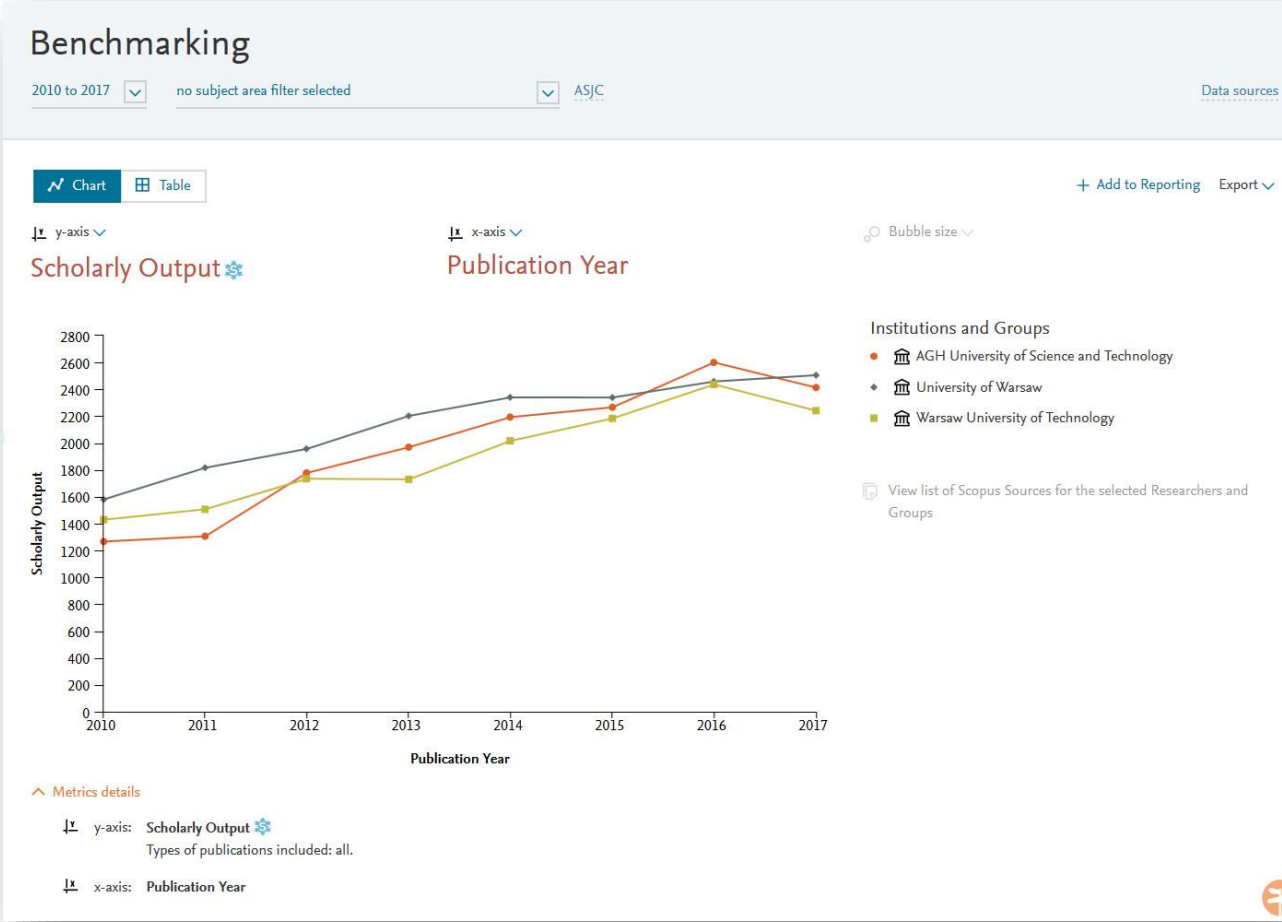 Benchmarking
2010 to 2017 no subject area filter selected ASJC Data sources
Chart Table + Add to Reporting Export
y-axis x-axis Bubble size
Scholarly Output Publication Year
Institutions and Groups
AGH University of Science and Technology
University of Warsaw
Warsaw University of Technology
View list of Scopus Sources for the selected Researchers and
Groups
Scholarly Output
2800
2600
2400
2200
2000
1800
1600
1400
1200
1000
800
600
400
200
0
2010 2011 2012 2013 2014 2015 2016 2017
Publication Year
Metrics details
y-axis: Scholarly Output
Types of publications included: all.
x-axis: Publication Year